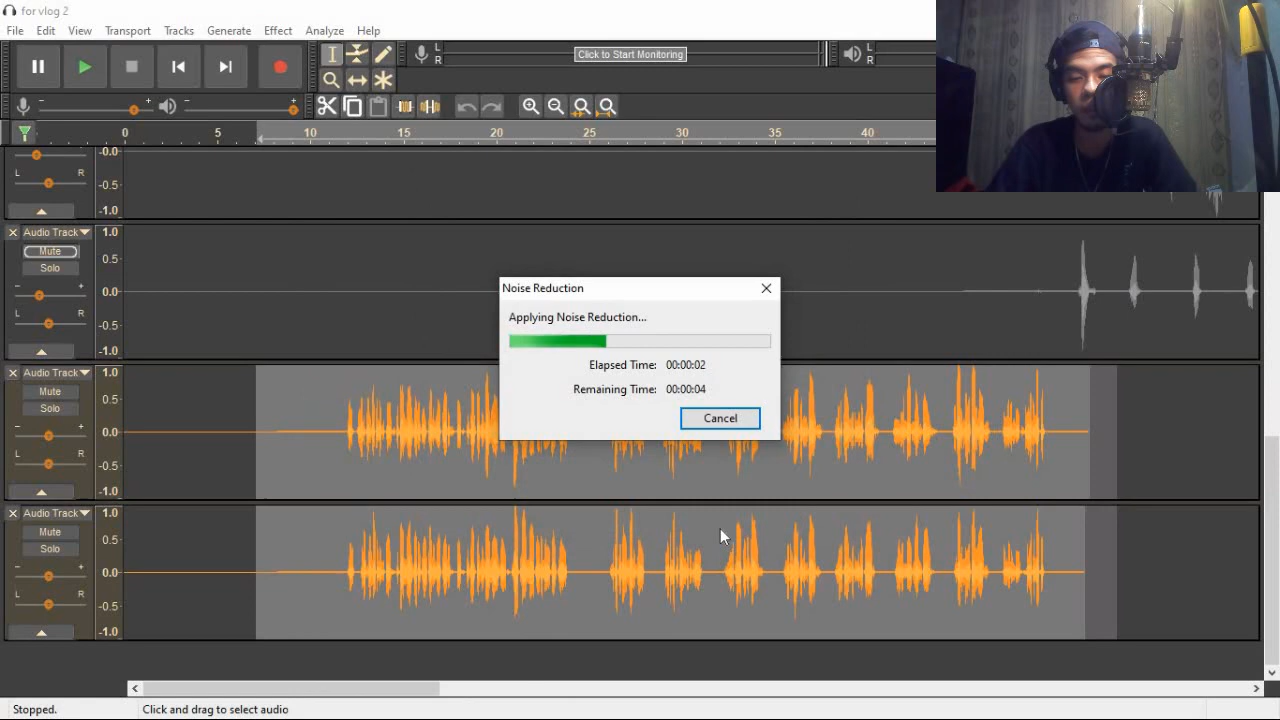 for vlog 2
File Edit View Transport Tracks Generate Effect Analyze Help
L
R
Click to Start Monitoring
L
R
- + - +
0 5 10 15 20 25 30 35 40
-0.0
L R
-0.5
-1.0
Audio Track 1.0
Mute
Solo 0.5
- +
0.0
L R
-0.5
-1.0
Audio Track 1.0
Mute
Solo 0.5
- +
0.0
L R
-0.5
-1.0
Audio Track 1.0
Mute
Solo 0.5
- +
0.0
L R
-0.5
-1.0
Noise Reduction
Applying Noise Reduction...
Elapsed Time: 00:00:02
Remaining Time: 00:00:04
Cancel
Stopped. Click and drag to select audio